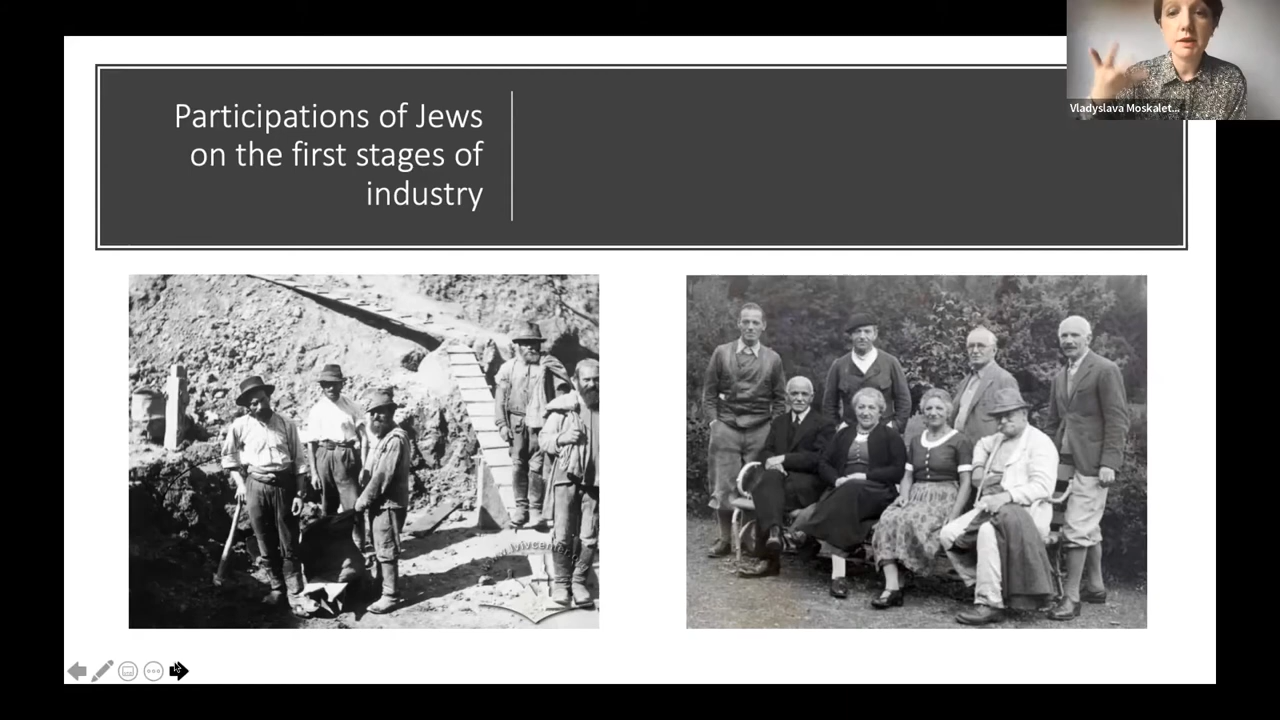 Participations of Jews
on the first stages of
industry
Vladyslava Moskalet...